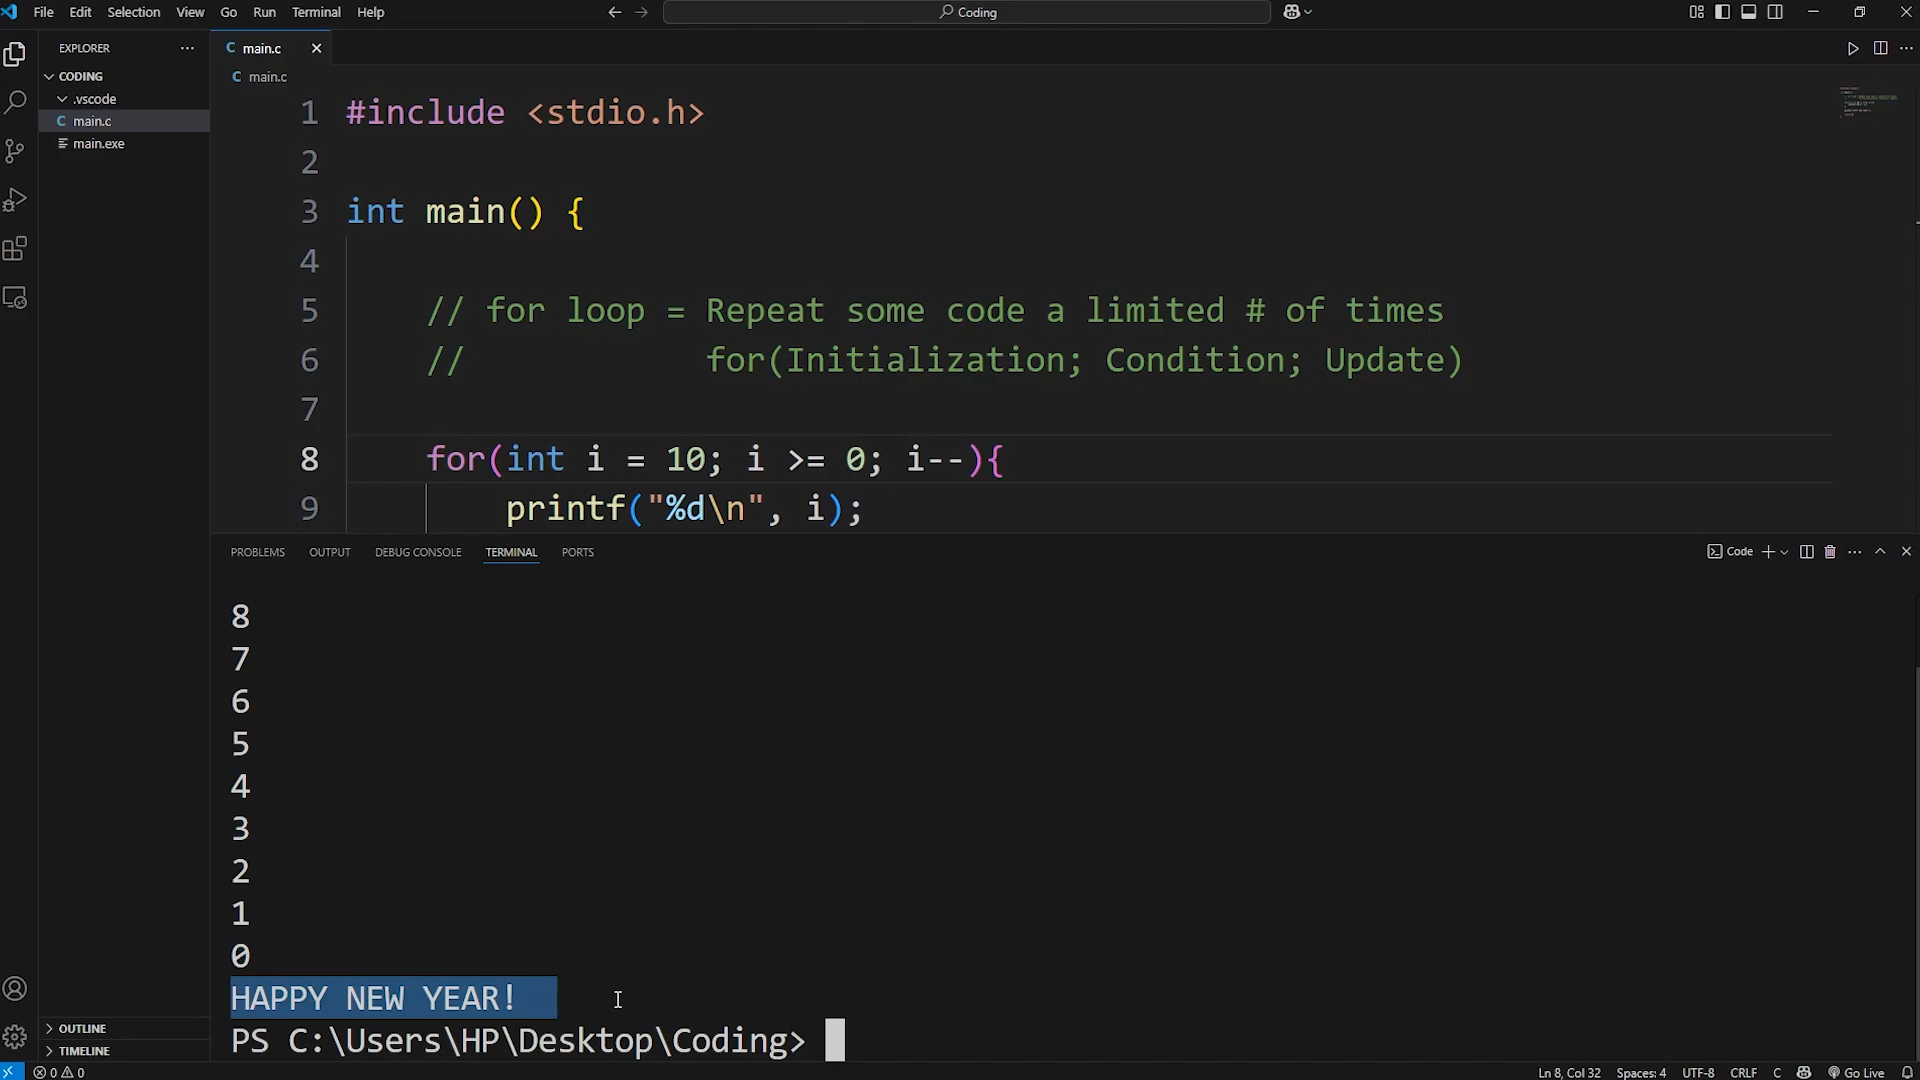 File Edit Selection View Go Run Terminal Help
Coding
EXPLORER
CODING
.vscode
C main.c
main.exe
OUTLINE
TIMELINE
C main.c
C main.c
1 #include <stdio.h>
2
3 int main() {
4
5 // for loop = Repeat some code a limited # of times
6 // for(Initialization; Condition; Update)
7
8 for(int i = 10; i >= 0; i--){
9 printf("%d\n", i);
PROBLEMS OUTPUT DEBUG CONSOLE TERMINAL PORTS
Code
8
7
6
5
4
3
2
1
0
HAPPY NEW YEAR!
PS C:\Users\HP\Desktop\Coding>
0 0
Ln 8, Col 32 Spaces: 4 UTF-8 CRLF C Go Live